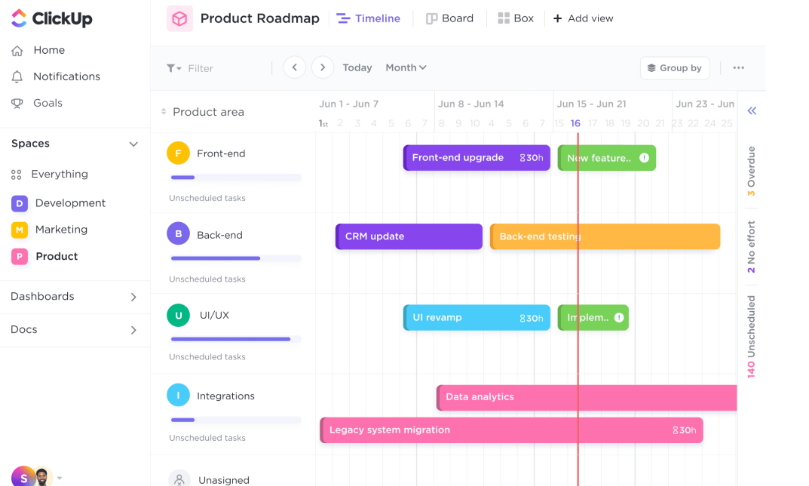 ClickUp
Home
Notifications
Goals
Spaces
Everything
D Development
M Marketing
P Product
Dashboards
Docs
S
Product Roadmap
Timeline
Board
Box
+ Add view
Filter
Today
Month
Group by
Product area
Jun 1 - Jun 7
Jun 8 - Jun 14
Jun 15 - Jun 21
Jun 23 - Jun
1st 2 3 4 5 6 7 8 9 10 4 5 6 7 15 16 17 18 19 20 21 23 22 24 25
F Front-end
Unscheduled tasks
Front-end upgrade 30h
New feature..
B Back-end
Unscheduled tasks
CRM update
Back-end testing
U UI/UX
Unscheduled tasks
UI revamp 30h
Implem..
I Integrations
Unscheduled tasks
Data analytics
Legacy system migration 30h
Unasigned
3 Overdue
2 No effort
140 Unscheduled